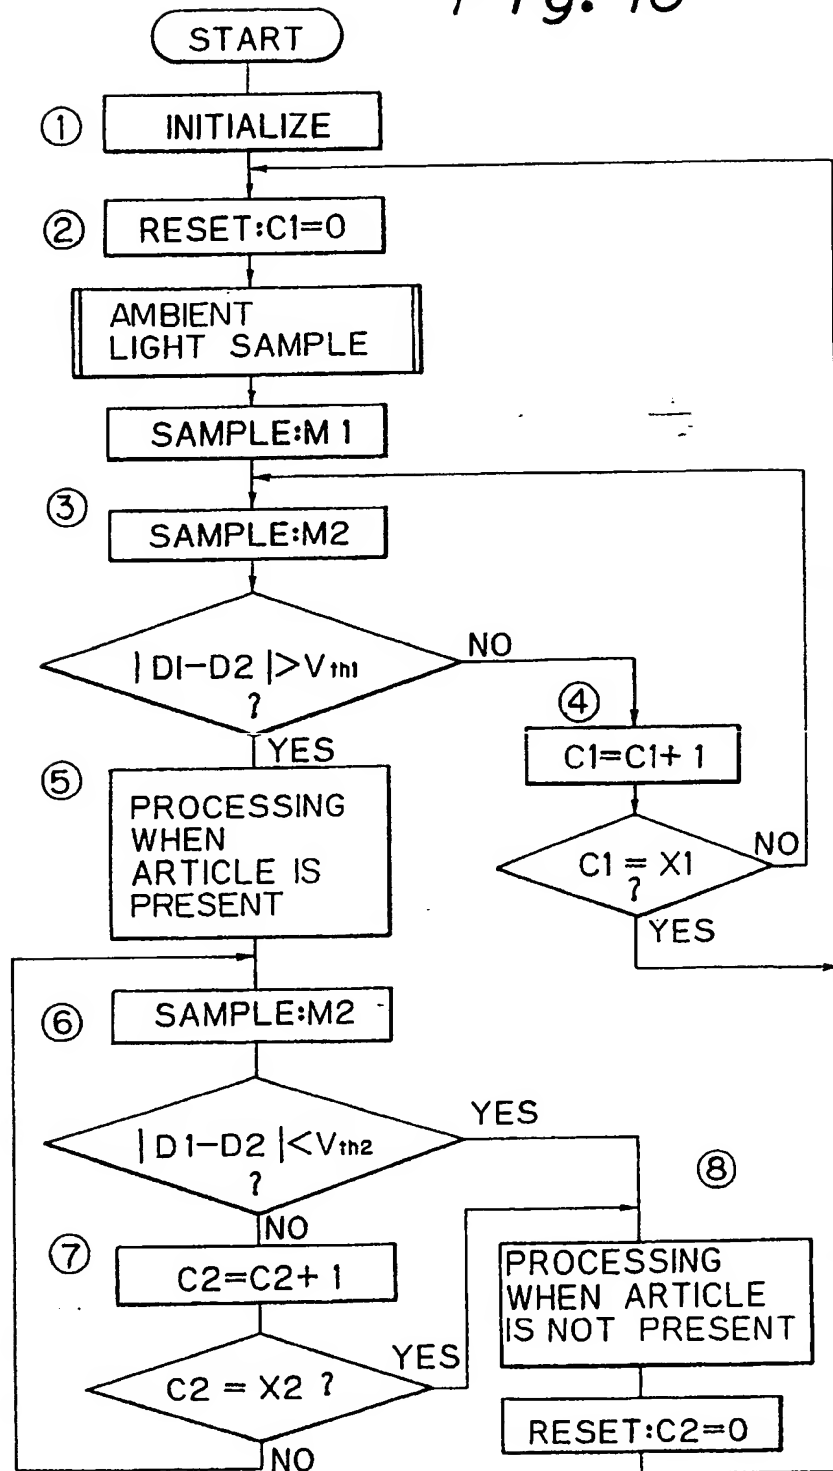 Fig. 10
START
① INITIALIZE
② RESET:C1=0
AMBIENT
LIGHT SAMPLE
SAMPLE:M1
③
SAMPLE:M2
|D1-D2|>Vth1
?
NO
YES
④
C1=C1+1
C1=X1
?
NO
YES
⑤
PROCESSING
WHEN
ARTICLE IS
PRESENT
⑥ SAMPLE:M2
|D1-D2|<Vth2
?
YES
NO
⑦
C2=C2+1
C2=X2 ?
YES
NO
⑧
PROCESSING
WHEN ARTICLE
IS NOT PRESENT
RESET:C2=0